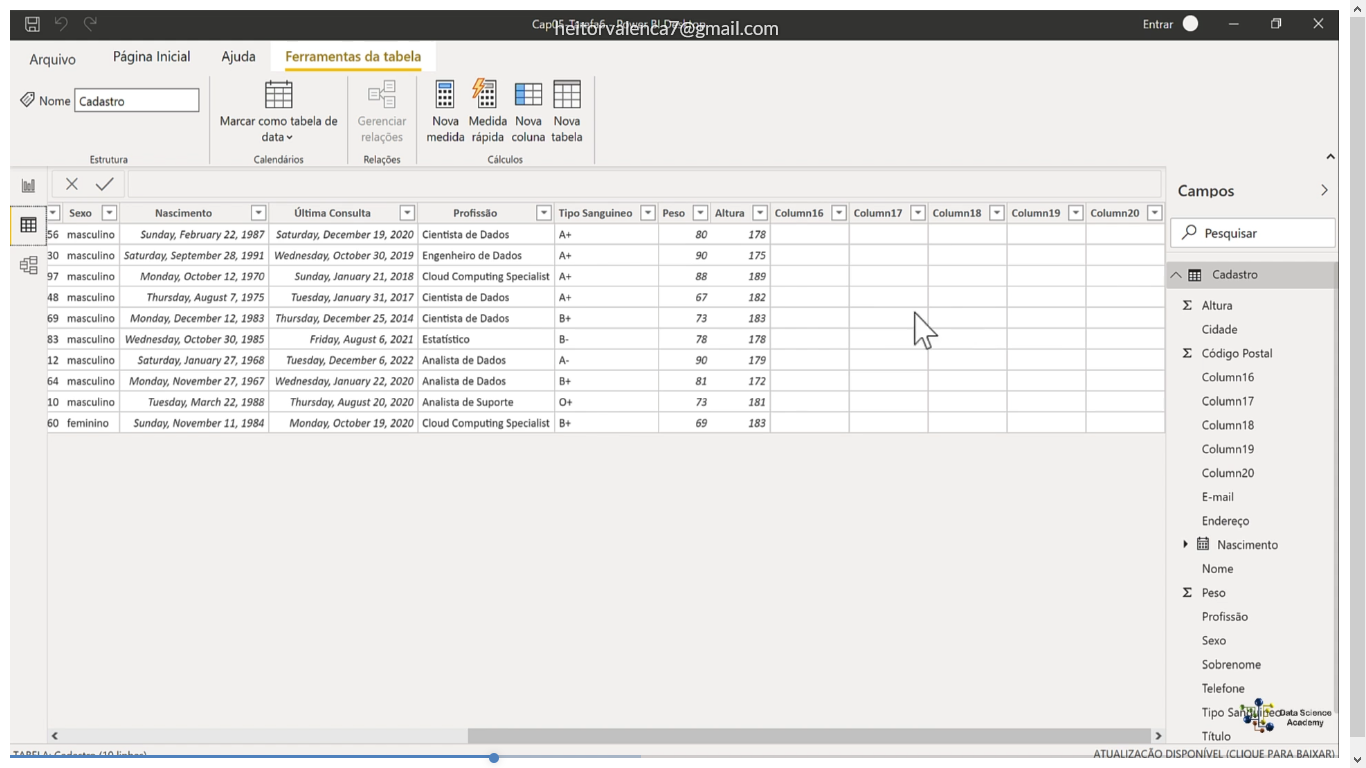 Cap05-Tarefa6 - Power BI Desktop
heitorvalenca7@gmail.com
Entrar
Arquivo Página Inicial Ajuda Ferramentas da tabela
Nome Cadastro
Marcar como tabela de data
Gerenciar relações
Nova medida
Medida rápida
Nova coluna
Nova tabela
Estrutura Calendários Relações Cálculos
Sexo Nascimento Última Consulta Profissão Tipo Sanguineo Peso Altura Column16 Column17 Column18 Column19 Column20
56 masculino Sunday, February 22, 1987 Saturday, December 19, 2020 Cientista de Dados A+ 80 178
30 masculino Saturday, September 28, 1991 Wednesday, October 30, 2019 Engenheiro de Dados A+ 90 175
97 masculino Monday, October 12, 1970 Sunday, January 21, 2018 Cloud Computing Specialist A+ 88 189
48 masculino Thursday, August 7, 1975 Tuesday, January 31, 2017 Cientista de Dados A+ 67 182
69 masculino Monday, December 12, 1983 Thursday, December 25, 2014 Cientista de Dados B+ 73 183
83 masculino Wednesday, October 30, 1985 Friday, August 6, 2021 Estatístico B- 78 178
12 masculino Saturday, January 27, 1968 Tuesday, December 6, 2022 Analista de Dados A- 90 179
64 masculino Monday, November 27, 1967 Wednesday, January 22, 2020 Analista de Dados B+ 81 172
10 masculino Tuesday, March 22, 1988 Thursday, August 20, 2020 Analista de Suporte O+ 73 181
60 feminino Sunday, November 11, 1984 Monday, October 19, 2020 Cloud Computing Specialist B+ 69 183
Campos
Pesquisar
Cadastro
Altura
Cidade
Código Postal
Column16
Column17
Column18
Column19
Column20
E-mail
Endereço
Nascimento
Nome
Peso
Profissão
Sexo
Sobrenome
Telefone
Tipo Sanguineo
Data Science
Academy
Título
TABELA: Cadastro (10 linhas)
ATUALIZAÇÃO DISPONÍVEL (CLIQUE PARA BAIXAR)